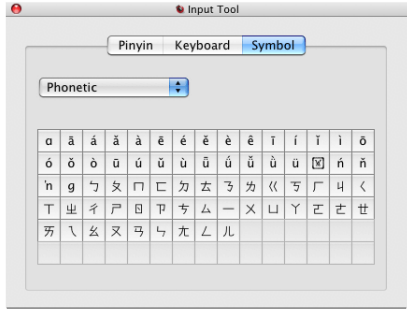 Input Tool
Pinyin Keyboard Symbol
Phonetic
ɑ ā á ǎ à ē é ě è ê ī í ǐ ì ō
ó ǒ ò ū ú ǔ ù ǖ ǘ ǚ ǜ ü ń ň
ǹ ɡ ㄅ ㄆ ㄇ ㄈ ㄉ ㄊ ㄋ ㄌ ㄍ ㄎ ㄏ ㄐ ㄑ
ㄒ ㄓ ㄔ ㄕ ㄖ ㄗ ㄘ ㄙ ㄧ ㄨ ㄩ ㄚ ㄛ ㄜ ㄝ
ㄞ ㄟ ㄠ ㄡ ㄢ ㄣ ㄤ ㄥ ㄦ